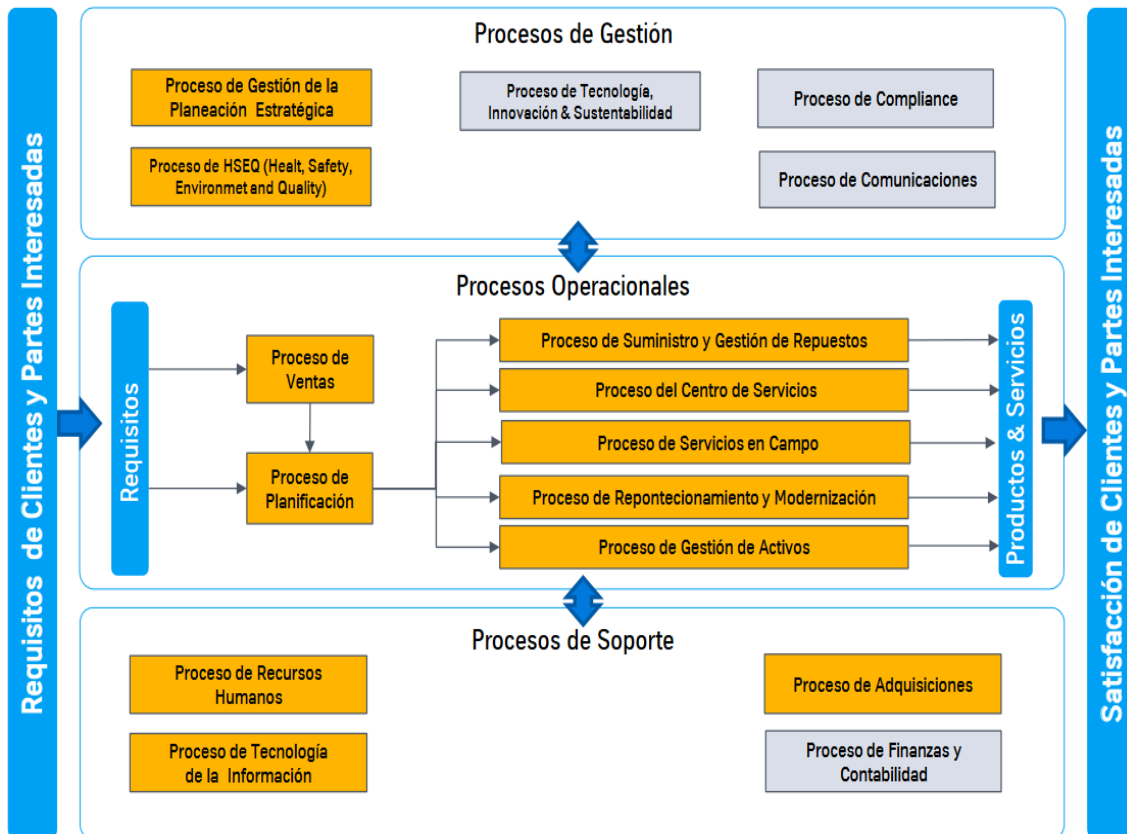 Requisitos de Clientes y Partes Interesadas
Procesos de Gestión
Proceso de Gestión de la
Planeación Estratégica
Proceso de Tecnología,
Innovación & Sustentabilidad
Proceso de Compliance
Proceso de HSEQ (Healt, Safety,
Environmet and Quality)
Proceso de Comunicaciones
Procesos Operacionales
Requisitos
Proceso de
Ventas
Proceso de
Planificación
Proceso de Suministro y Gestión de Repuestos
Proceso del Centro de Servicios
Proceso de Servicios en Campo
Proceso de Repontecionamiento y Modernización
Proceso de Gestión de Activos
Productos & Servicios
Procesos de Soporte
Proceso de Recursos
Humanos
Proceso de Adquisiciones
Proceso de Tecnología
de la Información
Proceso de Finanzas y
Contabilidad
Satisfacción de Clientes y Partes Interesadas